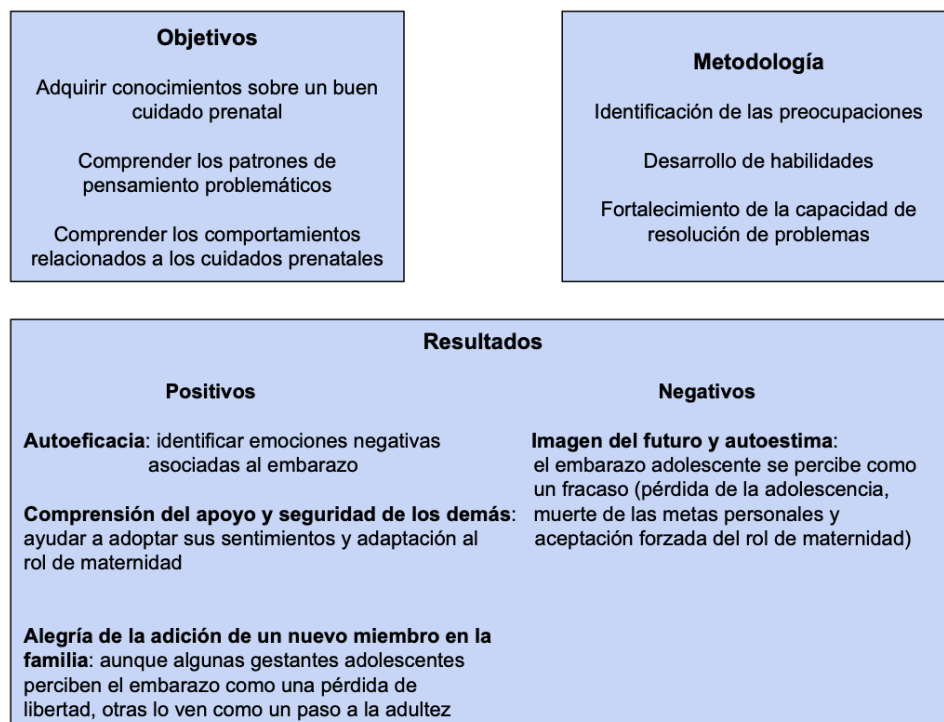 Objetivos
Adquirir conocimientos sobre un buen
cuidado prenatal
Comprender los patrones de
pensamiento problemáticos
Comprender los comportamientos
relacionados a los cuidados prenatales
Metodología
Identificación de las preocupaciones
Desarrollo de habilidades
Fortalecimiento de la capacidad de
resolución de problemas
Resultados
Positivos
Autoeficacia: identificar emociones negativas
asociadas al embarazo
Comprensión del apoyo y seguridad de los demás:
ayudar a adoptar sus sentimientos y adaptación al
rol de maternidad
Alegría de la adición de un nuevo miembro en la
familia: aunque algunas gestantes adolescentes
perciben el embarazo como una pérdida de
libertad, otras lo ven como un paso a la adultez
Negativos
Imagen del futuro y autoestima:
el embarazo adolescente se percibe como
un fracaso (pérdida de la adolescencia,
muerte de las metas personales y
aceptación forzada del rol de maternidad)